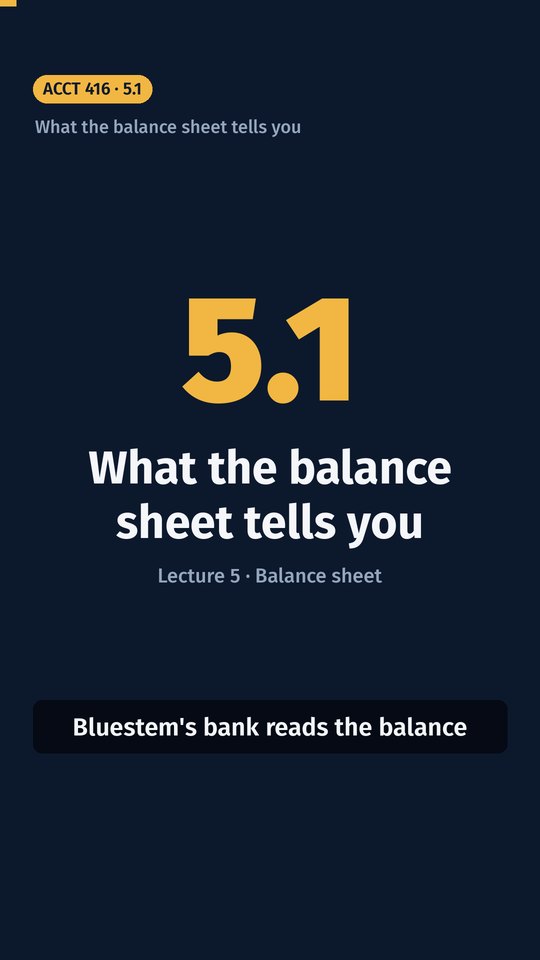 ACCT 416 · 5.1
What the balance sheet tells you
5.1
What the balance
sheet tells you
Lecture 5 · Balance sheet
Bluestem's bank reads the balance